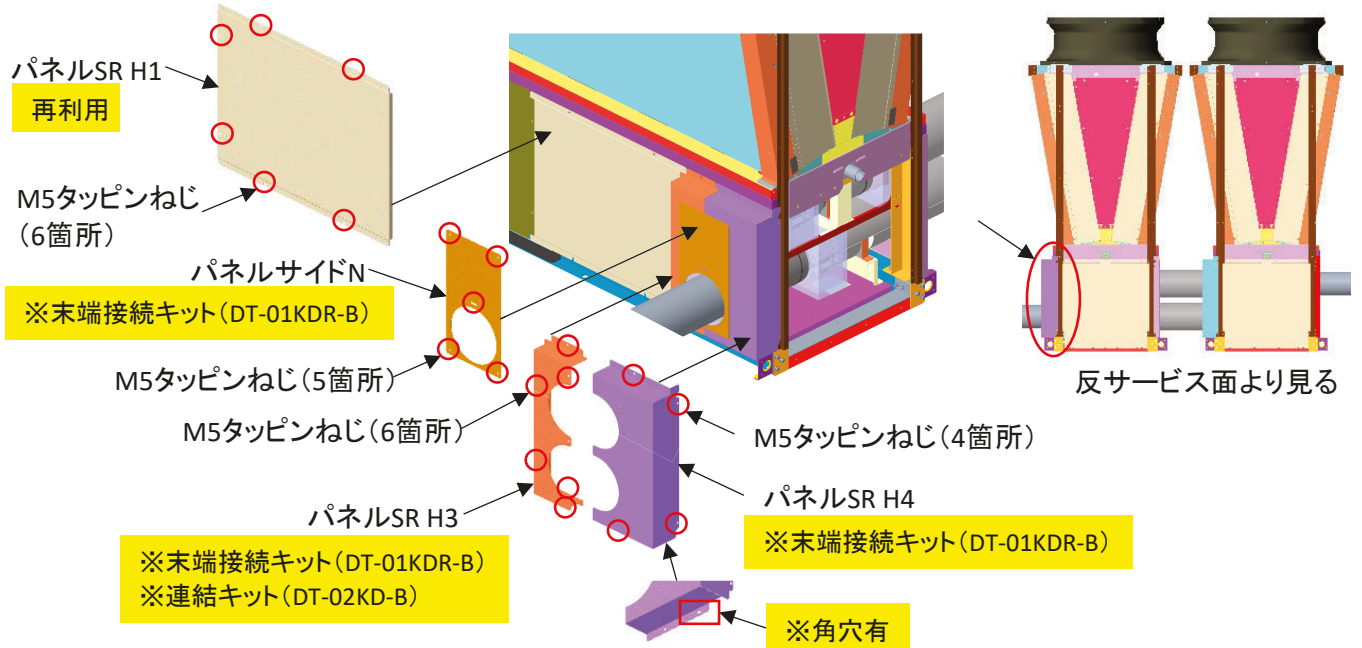 パネルSR H1
再利用
M5タッピンねじ
（6箇所）
パネルサイドN
※末端接続キット（DT-01KDR-B）
M5タッピンねじ（5箇所）
M5タッピンねじ（6箇所）
パネルSR H3
※末端接続キット（DT-01KDR-B）
※連結キット（DT-02KD-B）
M5タッピンねじ（4箇所）
パネルSR H4
※末端接続キット（DT-01KDR-B）
※角穴有
反サービス面より見る